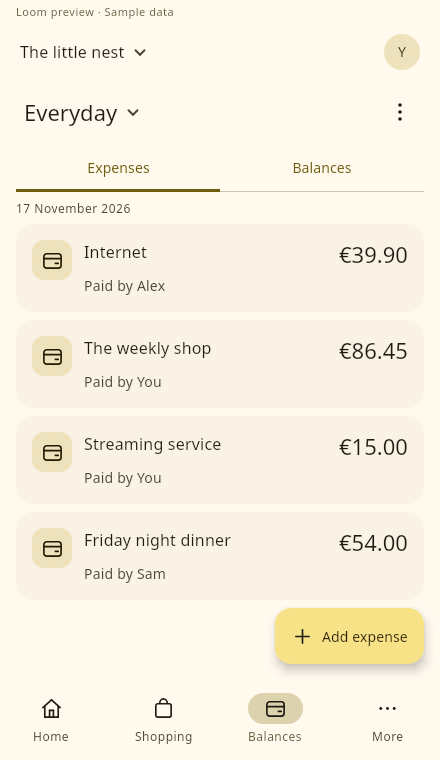 Loom preview · Sample data
The little nest
Y
Everyday
Expenses Balances
17 November 2026
Internet €39.90
Paid by Alex
The weekly shop €86.45
Paid by You
Streaming service €15.00
Paid by You
Friday night dinner €54.00
Paid by Sam
Add expense
Home Shopping Balances More